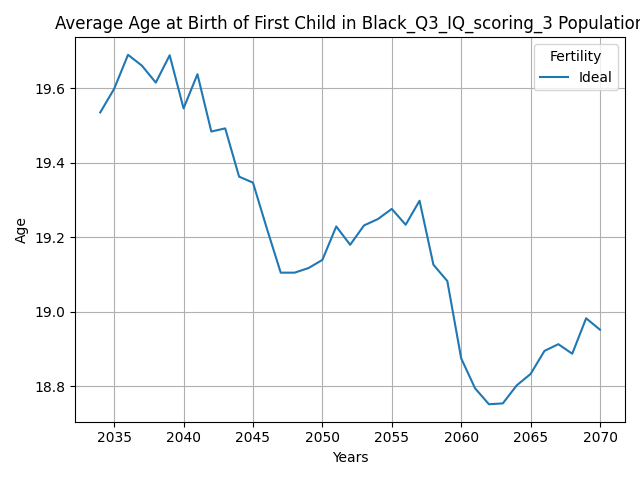 Average Age at Birth of First Child in Black_Q3_IQ_scoring_3 Population
Fertility
Ideal
Age
19.6
19.4
19.2
19.0
18.8
2035 2040 2045 2050 2055 2060 2065 2070
Years